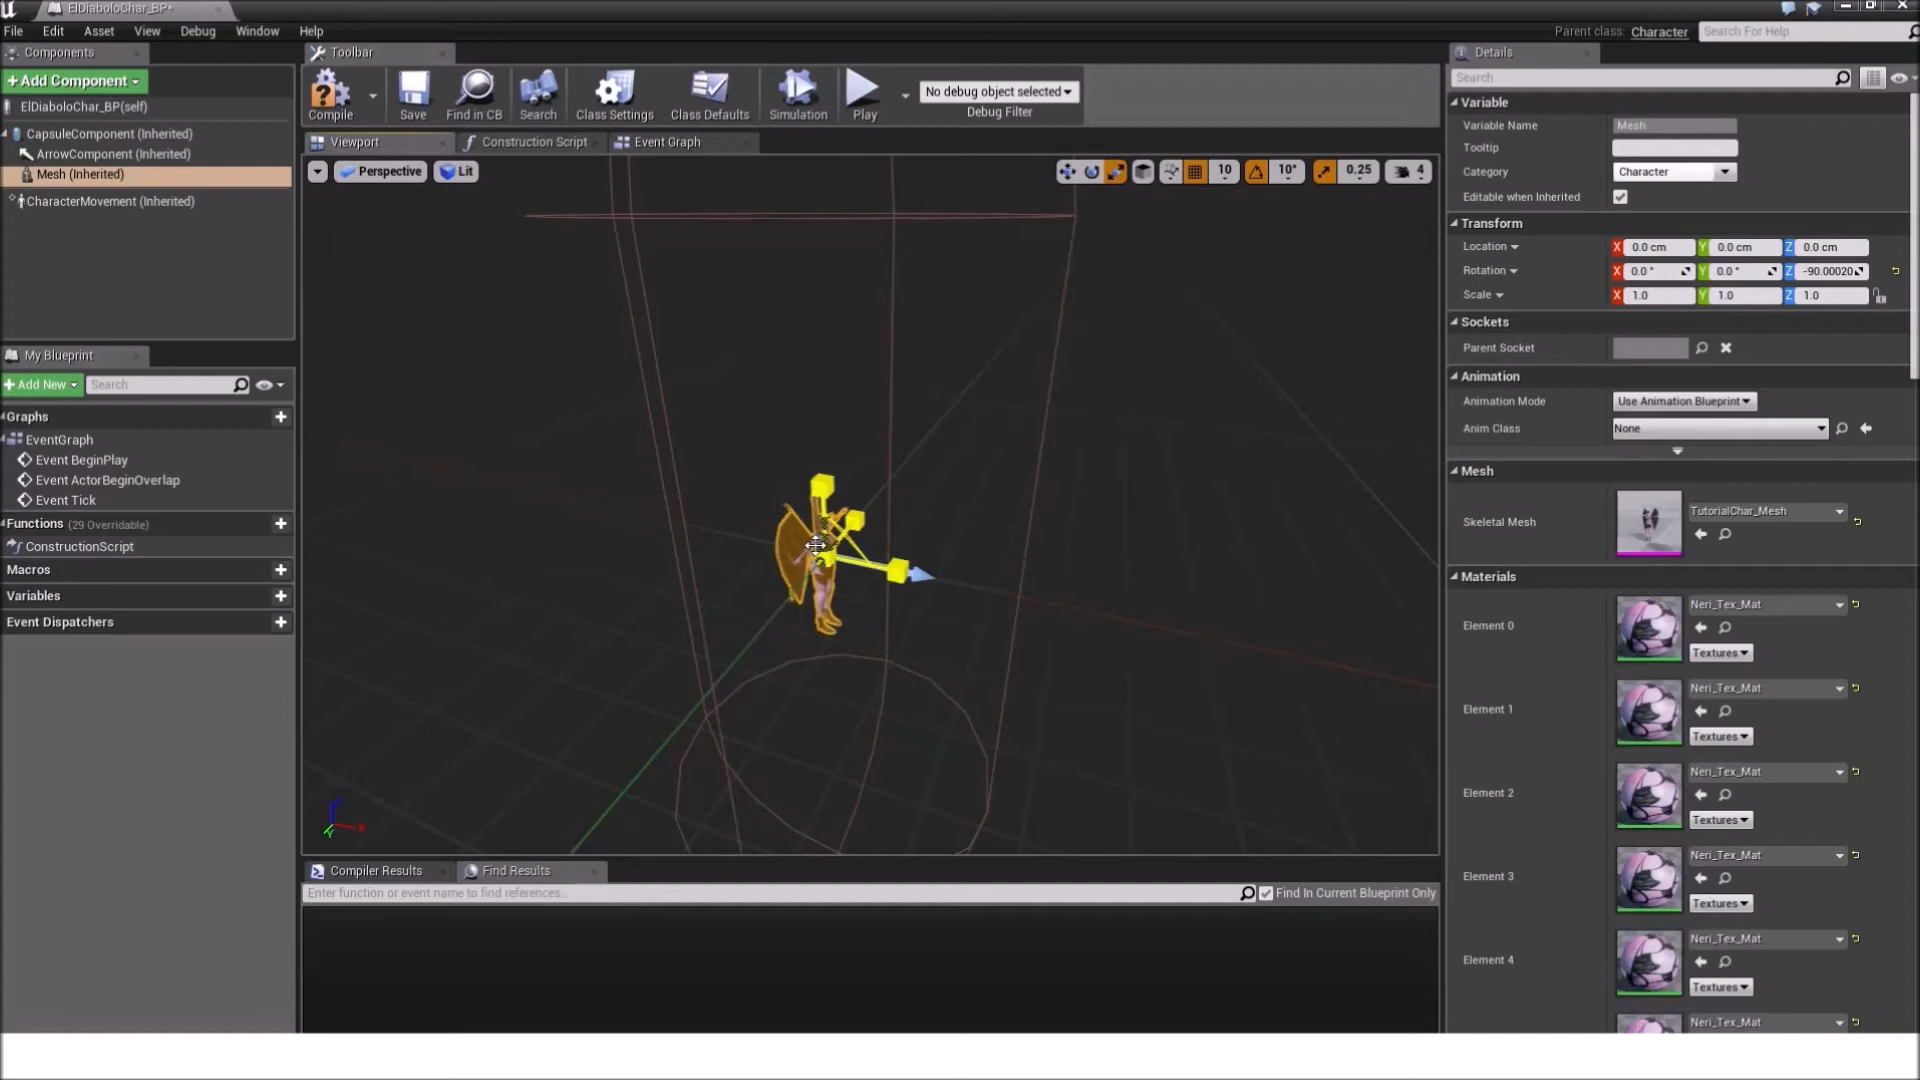 ElDiaboloChar_BP*
File Edit Asset View Debug Window Help
Parent class: Character Search For Help
Components
Add Component
ElDiaboloChar_BP(self)
CapsuleComponent (Inherited)
ArrowComponent (Inherited)
Mesh (Inherited)
CharacterMovement (Inherited)
My Blueprint
Add New Search
Graphs
EventGraph
Event BeginPlay
Event ActorBeginOverlap
Event Tick
Functions (29 Overridable)
ConstructionScript
Macros
Variables
Event Dispatchers
Toolbar
Compile Save Find in CB Search Class Settings Class Defaults Simulation Play
No debug object selected
Debug Filter
Viewport Construction Script Event Graph
Perspective Lit 10 10° 0.25 4
Compiler Results Find Results
Enter function or event name to find references...
Find In Current Blueprint Only
Details
Search
Variable
Variable Name Mesh
Tooltip
Category Character
Editable when Inherited
Transform
Location X 0.0 cm Y 0.0 cm Z 0.0 cm
Rotation X 0.0 ° Y 0.0 ° Z -90.00020
Scale X 1.0 Y 1.0 Z 1.0
Sockets
Parent Socket
Animation
Animation Mode Use Animation Blueprint
Anim Class None
Mesh
Skeletal Mesh TutorialChar_Mesh
Materials
Element 0 Neri_Tex_Mat
Textures
Element 1 Neri_Tex_Mat
Textures
Element 2 Neri_Tex_Mat
Textures
Element 3 Neri_Tex_Mat
Textures
Element 4 Neri_Tex_Mat
Textures
Neri_Tex_Mat